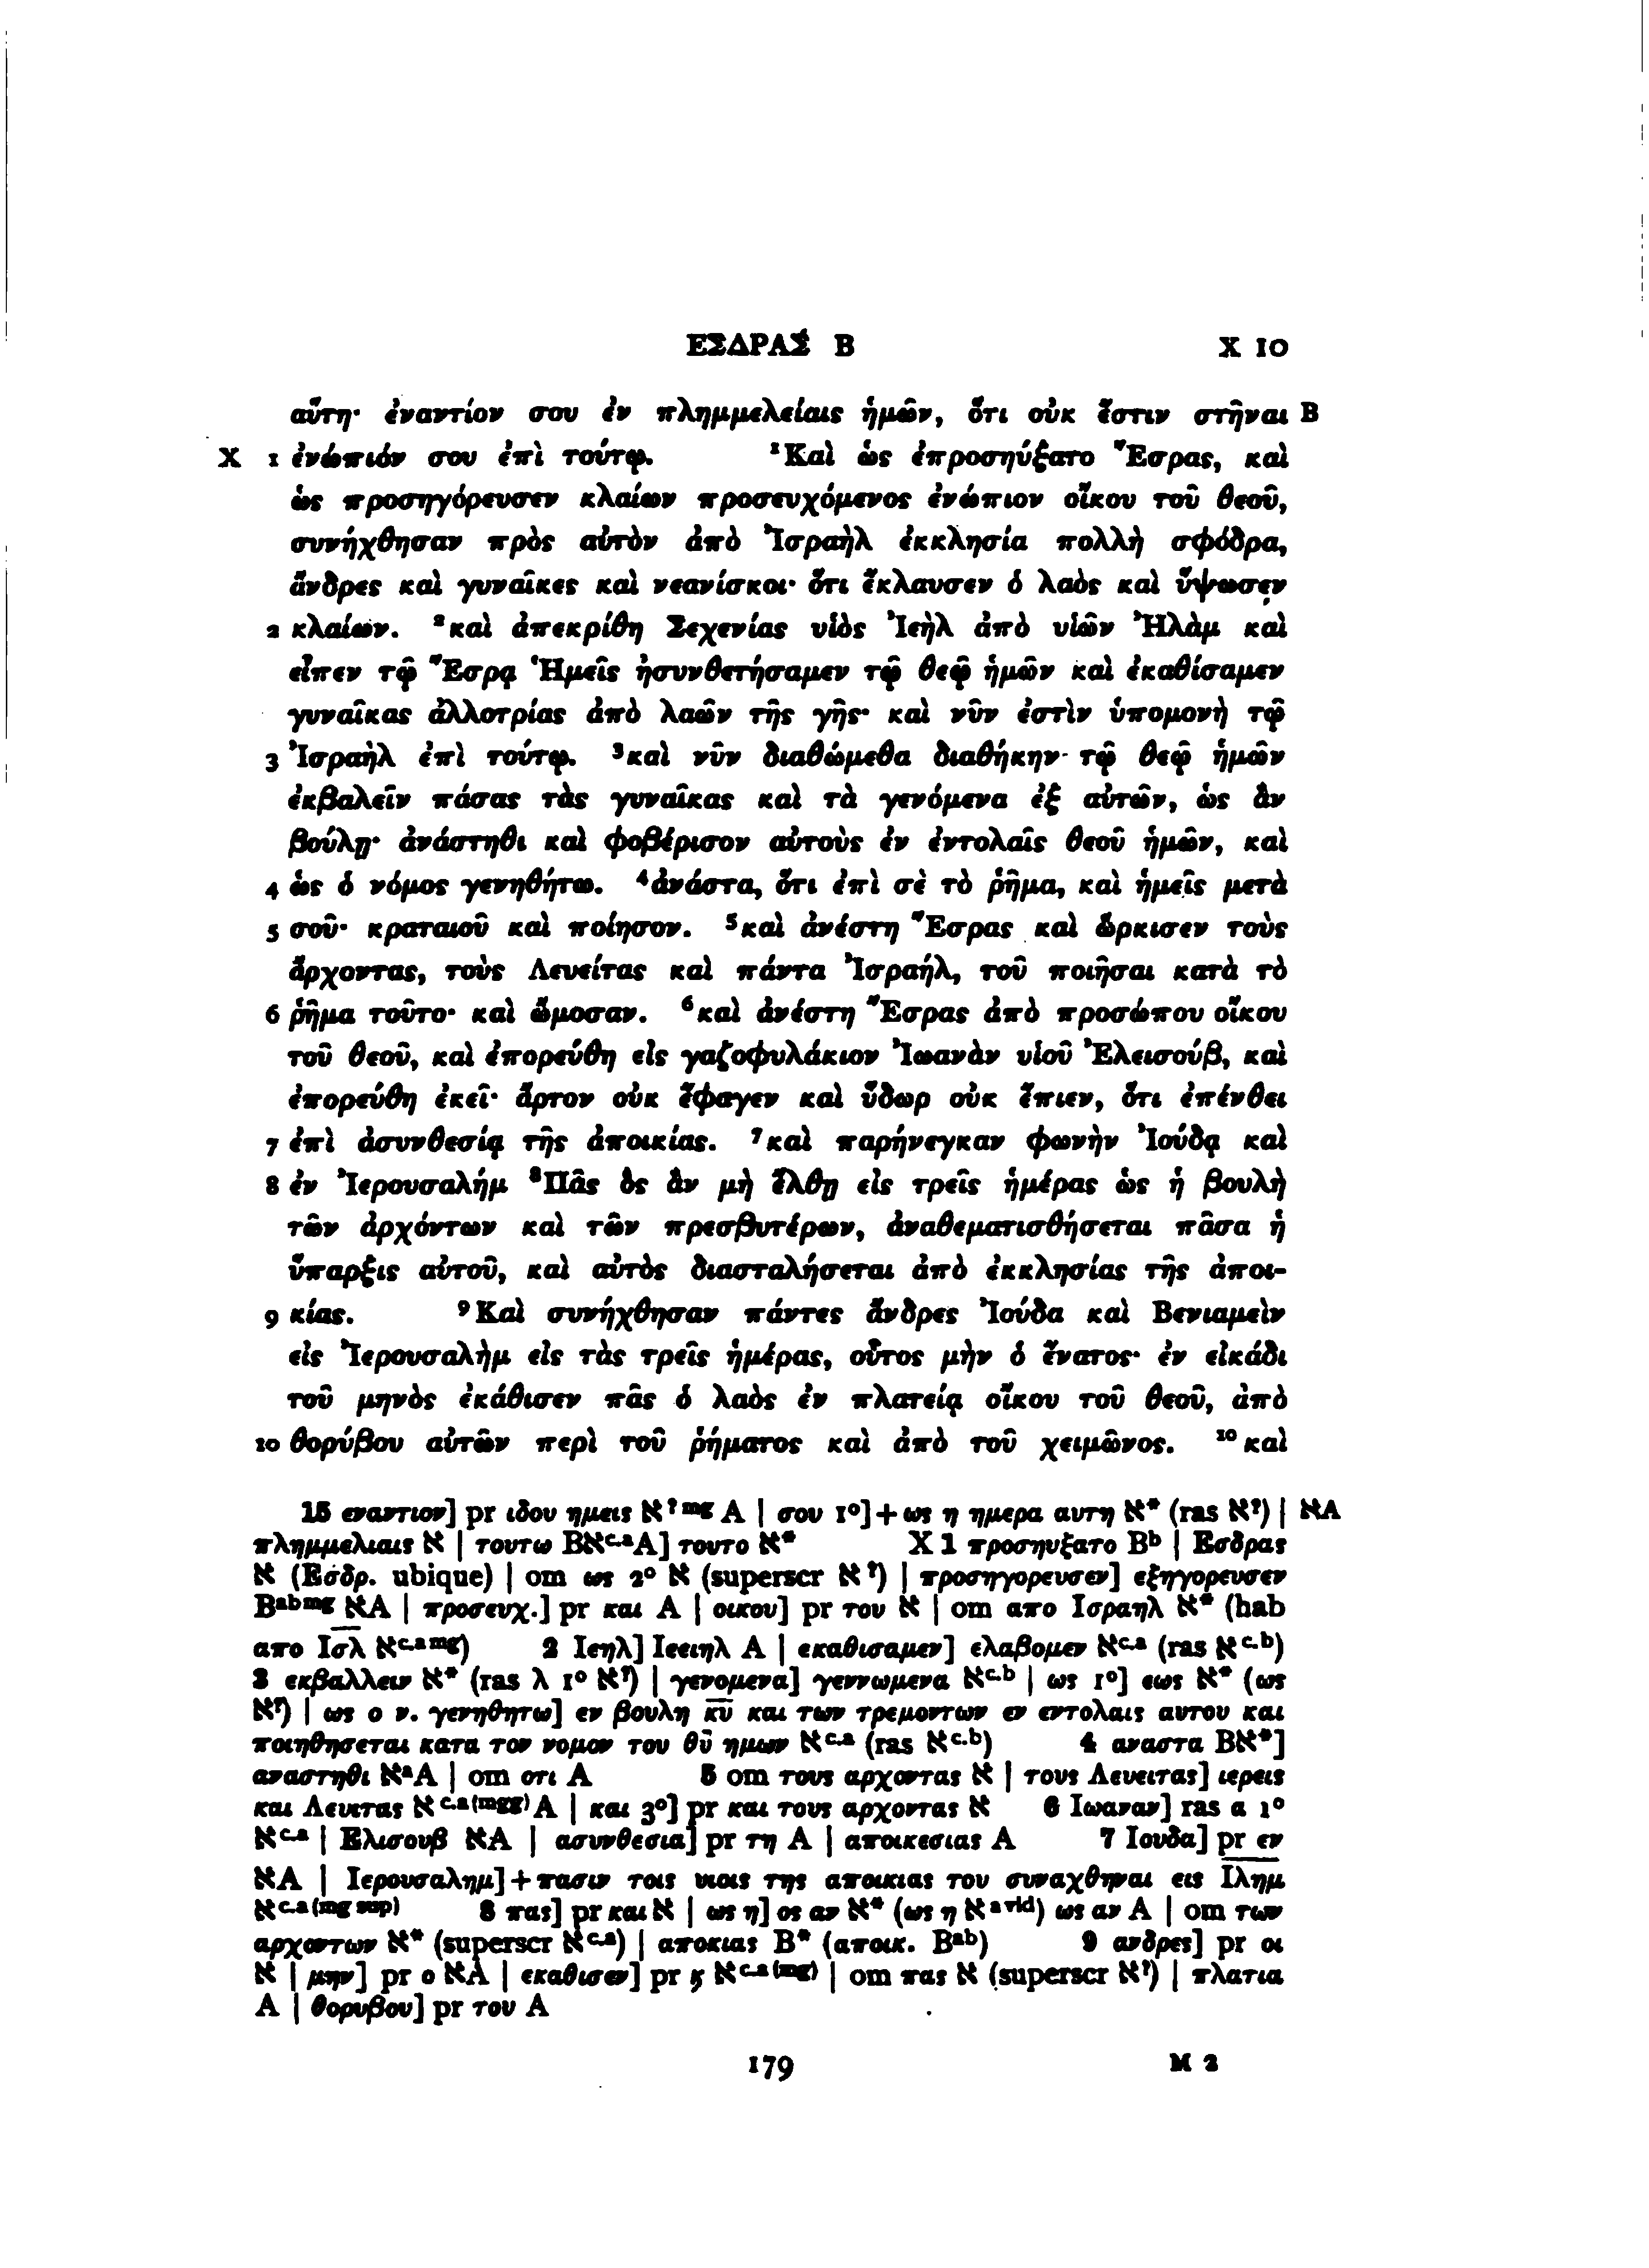 ΕΣΔΡΑΣ Β X 10
αὕτη· ἐναντίον σου ἐν πλημμελείαις ἡμῶν, ὅτι οὐκ ἔστιν στῆναι B
X 1 ἐνώπιόν σου ἐπὶ τούτῳ. ¹Καὶ ὡς ἐπροσηύξατο Ἔσρας, καὶ
ὡς προσηγόρευσεν κλαίων προσευχόμενος ἐνώπιον οἴκου τοῦ θεοῦ,
συνήχθησαν πρὸς αὐτὸν ἀπὸ Ἰσραὴλ ἐκκλησία πολλὴ σφόδρα,
ἄνδρες καὶ γυναῖκες καὶ νεανίσκοι· ὅτι ἔκλαυσεν ὁ λαὸς καὶ ὕψωσεν
2 κλαίων. ²καὶ ἀπεκρίθη Σεχενίας υἱὸς Ἰεὴλ ἀπὸ υἱῶν Ἠλὰμ καὶ
εἶπεν τῷ Ἔσρᾳ Ἡμεῖς ἠσυνθετήσαμεν τῷ θεῷ ἡμῶν καὶ ἐκαθίσαμεν
γυναῖκας ἀλλοτρίας ἀπὸ λαῶν τῆς γῆς· καὶ νῦν ἐστὶν ὑπομονὴ τῷ
3 Ἰσραὴλ ἐπὶ τούτῳ. ³καὶ νῦν διαθώμεθα διαθήκην τῷ θεῷ ἡμῶν
ἐκβαλεῖν πάσας τὰς γυναῖκας καὶ τὰ γενόμενα ἐξ αὐτῶν, ὡς ἂν
βούλῃ· ἀνάστηθι καὶ φοβέρισον αὐτοὺς ἐν ἐντολαῖς θεοῦ ἡμῶν, καὶ
4 ὡς ὁ νόμος γενηθήτω. ⁴ἀνάστα, ὅτι ἐπὶ σὲ τὸ ῥῆμα, καὶ ἡμεῖς μετὰ
5 σοῦ· κραταιοῦ καὶ ποίησον. ⁵καὶ ἀνέστη Ἔσρας καὶ ὥρκισεν τοὺς
ἄρχοντας, τοὺς Λευείτας καὶ πάντα Ἰσραήλ, τοῦ ποιῆσαι κατὰ τὸ
6 ῥῆμα τοῦτο· καὶ ὤμοσαν. ⁶καὶ ἀνέστη Ἔσρας ἀπὸ προσώπου οἴκου
τοῦ θεοῦ, καὶ ἐπορεύθη εἰς γαζοφυλάκιον Ἰωανὰν υἱοῦ Ἐλεισούβ, καὶ
ἐπορεύθη ἐκεῖ· ἄρτον οὐκ ἔφαγεν καὶ ὕδωρ οὐκ ἔπιεν, ὅτι ἐπένθει
7 ἐπὶ ἀσυνθεσίᾳ τῆς ἀποικίας. ⁷καὶ παρήνεγκαν φωνὴν Ἰούδᾳ καὶ
8 ἐν Ἰερουσαλήμ ⁸Πᾶς ὃς ἂν μὴ ἔλθῃ εἰς τρεῖς ἡμέρας ὡς ἡ βουλὴ
τῶν ἀρχόντων καὶ τῶν πρεσβυτέρων, ἀναθεματισθήσεται πᾶσα ἡ
ὕπαρξις αὐτοῦ, καὶ αὐτὸς διασταλήσεται ἀπὸ ἐκκλησίας τῆς ἀποι-
9 κίας. ⁹Καὶ συνήχθησαν πάντες ἄνδρες Ἰούδα καὶ Βενιαμεὶν
εἰς Ἰερουσαλὴμ εἰς τὰς τρεῖς ἡμέρας, οὗτος μὴν ὁ ἔνατος· ἐν εἰκάδι
τοῦ μηνὸς ἐκάθισεν πᾶς ὁ λαὸς ἐν πλατείᾳ οἴκου τοῦ θεοῦ, ἀπὸ
10 θορύβου αὐτῶν περὶ τοῦ ῥήματος καὶ ἀπὸ τοῦ χειμῶνος. ¹⁰καὶ
15 εναντιον] pr ιδου ημεις א? mg A | σου 1°]+ως η ημερα αυτη א* (ras א?) | אA
πλημμελιαις א | τουτω Bאc.aA] τουτο א* X 1 προσηυξατο Bb | Εσδρας
א (Εσδρ. ubique) | om ως 2° א (superscr א?) | προσηγορευσεν] εξηγορευσεν
Bab mg אA | προσευχ.] pr και A | οικου] pr του א | om απο Ισραηλ א* (hab
απο Ισλ̅ אc.a mg) 2 Ιεηλ] Ιεειηλ A | εκαθισαμεν] ελαβομεν אc.a (ras אc.b)
3 εκβαλλειν א* (ras λ 1° א?) | γενομενα] γεννωμενα אc.b | ως 1°] εως א* (ως
א?) | ως ο ν. γενηθητω] εν βουλη κ̅υ̅ και των τρεμοντων εν εντολαις αυτου και
ποιηθησεται κατα τον νομον του θ̅υ̅ ημων אc.a (ras אc.b) 4 αναστα Bא*]
αναστηθι אaA | om οτι A 5 om τους αρχοντας א | τους Λευειτας] ιερεις
και Λευιτας אc.a (mgg) A | και 3°] pr και τους αρχοντας א 6 Ιωαναν] ras α 1°
אc.a | Ελισουβ אA | ασυνθεσια] pr τη A | αποικεσιας A 7 Ιουδα] pr εν
אA | Ιερουσαλημ]+πασιν τοις υιοις της αποικιας του συναχθηναι εις Ι̅λ̅η̅μ̅
אc.a (mg sup) 8 πας] pr και א | ως η] ος αν א* (ως η אa vid) ως αν A | om των
αρχοντων א* (superscr אc.a) | αποκιας B* (αποικ. Bab) 9 ανδρες] pr οι
א | μην] pr ο אA | εκαθισεν] pr ϗ אc.a (mg) | om πας א (superscr א?) | πλατια
A | θορυβου] pr του A
179 M 2